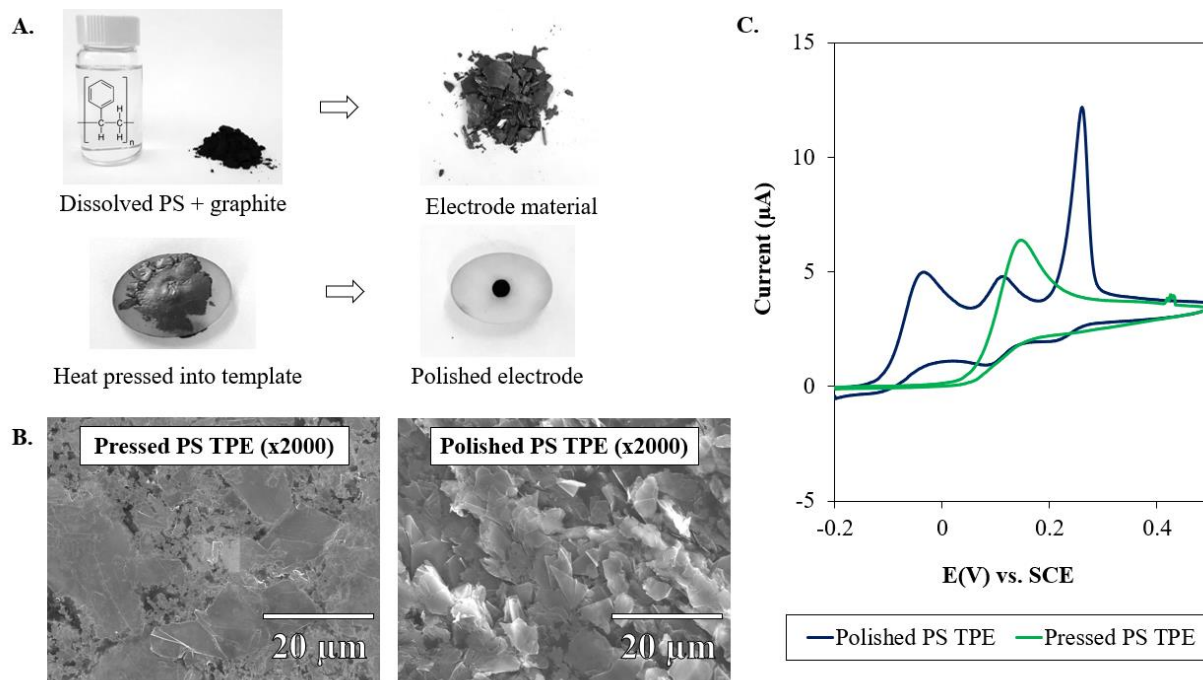 A.
H
C
H
C
H
n
Dissolved PS + graphite
Electrode material
Heat pressed into template
Polished electrode
B.
Pressed PS TPE (x2000)
20 μm
Polished PS TPE (x2000)
20 μm
C.
15
10
5
0
-5
-0.2
0
0.2
0.4
Current (μA)
E(V) vs. SCE
Polished PS TPE
Pressed PS TPE